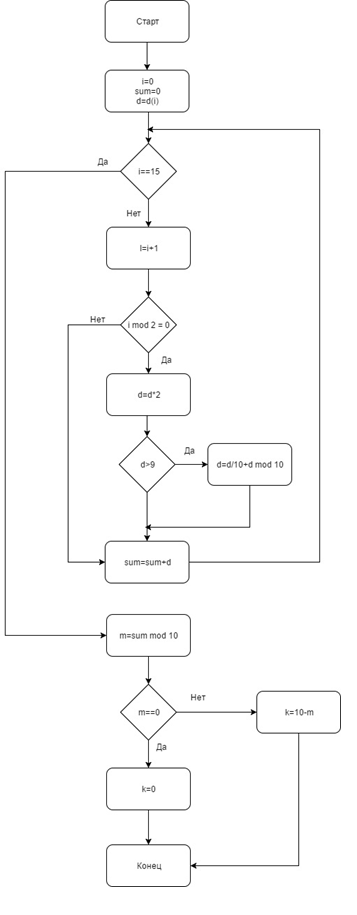 Старт
i=0
sum=0
d=d(i)
Да
i==15
Нет
I=i+1
Нет
i mod 2 = 0
Да
d=d*2
Да
d>9
d=d/10+d mod 10
sum=sum+d
m=sum mod 10
Нет
m==0
k=10-m
Да
k=0
Конец